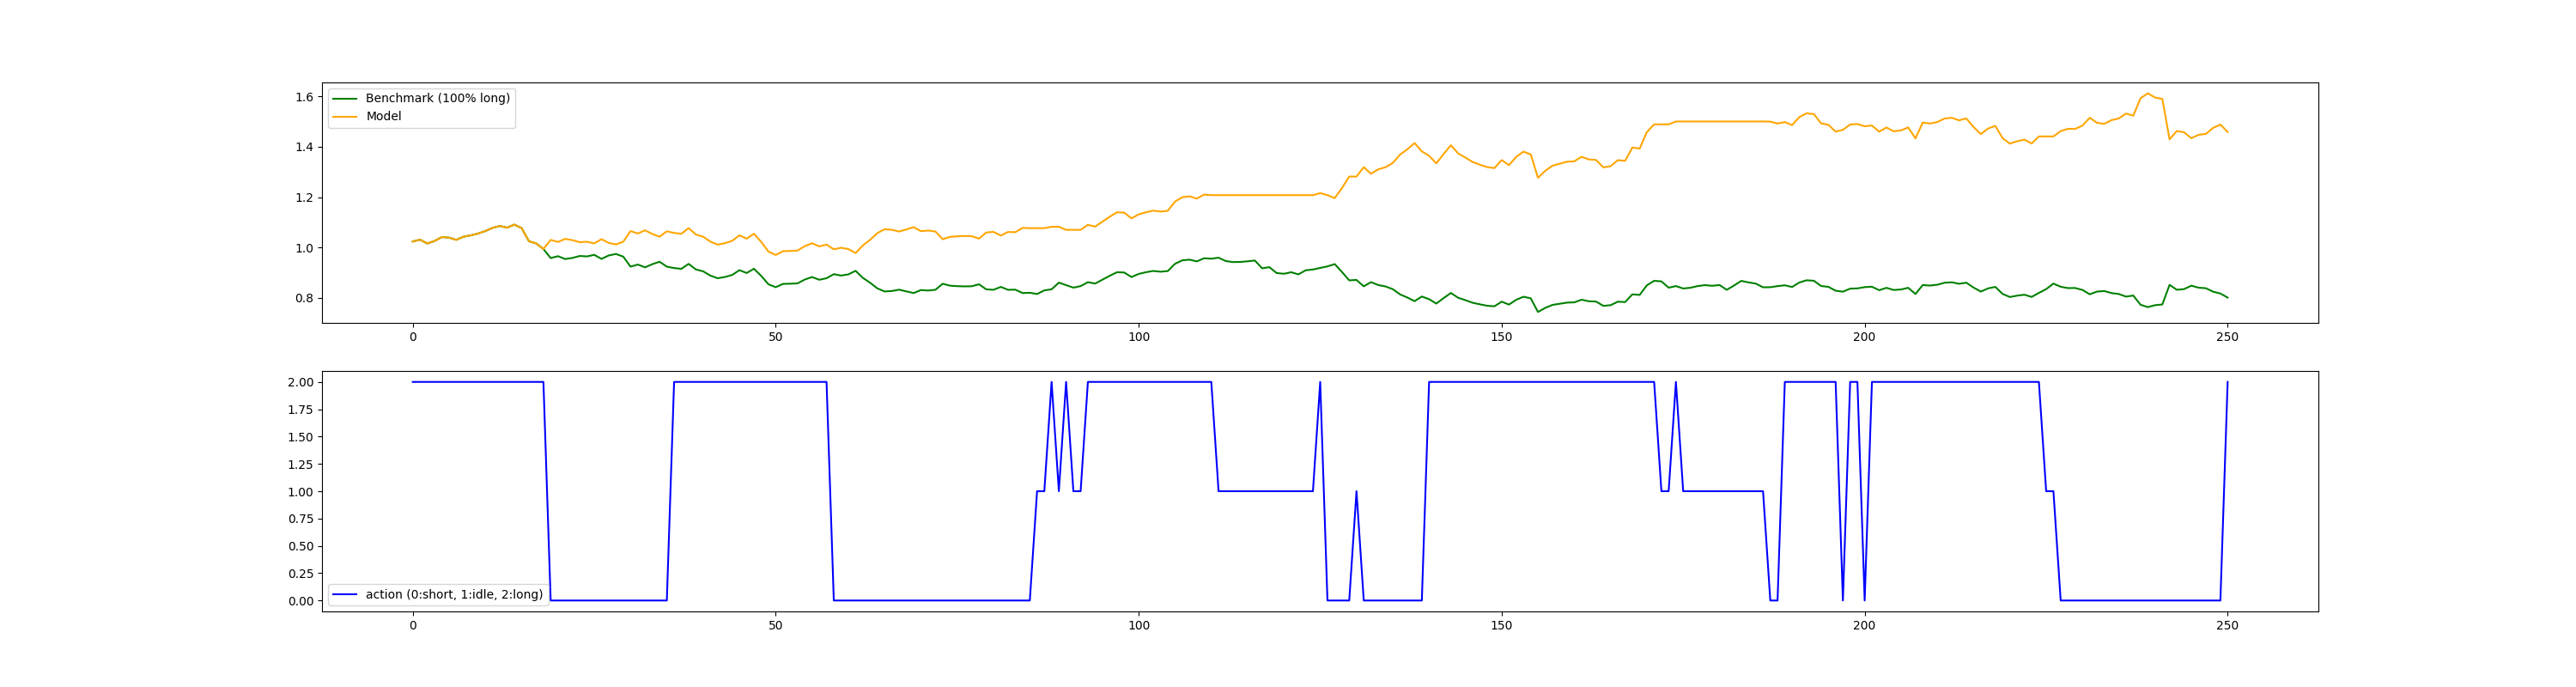 1.6
1.4
1.2
1.0
0.8
Benchmark (100% long)
Model
0 50 100 150 200 250
2.00
1.75
1.50
1.25
1.00
0.75
0.50
0.25
0.00
action (0:short, 1:idle, 2:long)
0 50 100 150 200 250